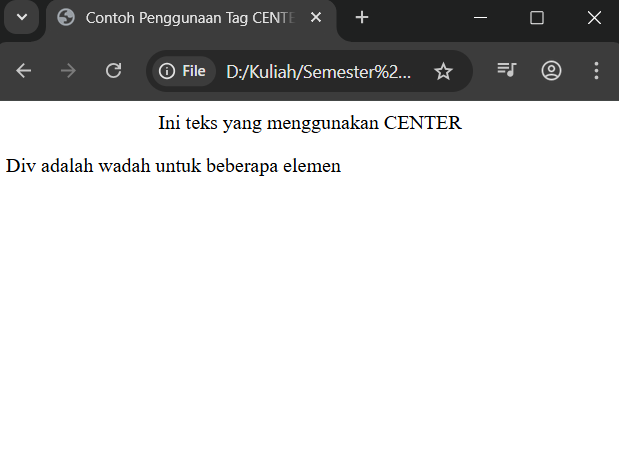 Contoh Penggunaan Tag CENTE
File D:/Kuliah/Semester%2...
Ini teks yang menggunakan CENTER
Div adalah wadah untuk beberapa elemen